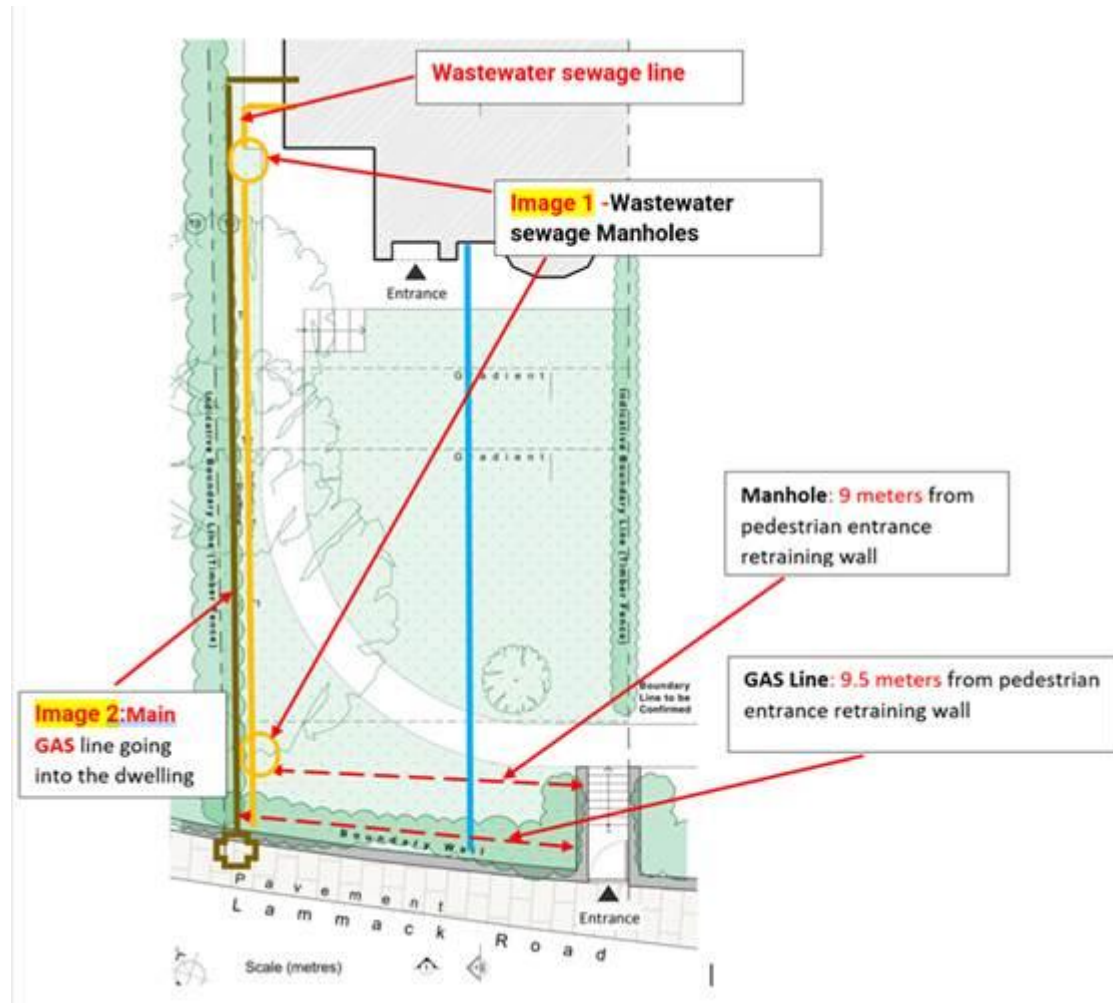 Wastewater sewage line
Image 1 -Wastewater
sewage Manholes
Entrance
Gradient
Gradient
Indicative Boundary Line (Timber Fence)
Indicative Boundary Line (Timber Fence)
Manhole: 9 meters from
pedestrian entrance
retraining wall
GAS Line: 9.5 meters from pedestrian
entrance retraining wall
Boundary
Line to be
Confirmed
Image 2:Main
GAS line going
into the dwelling
Boundary Wall
Pavement
Lammack Road
Entrance
Scale (metres)